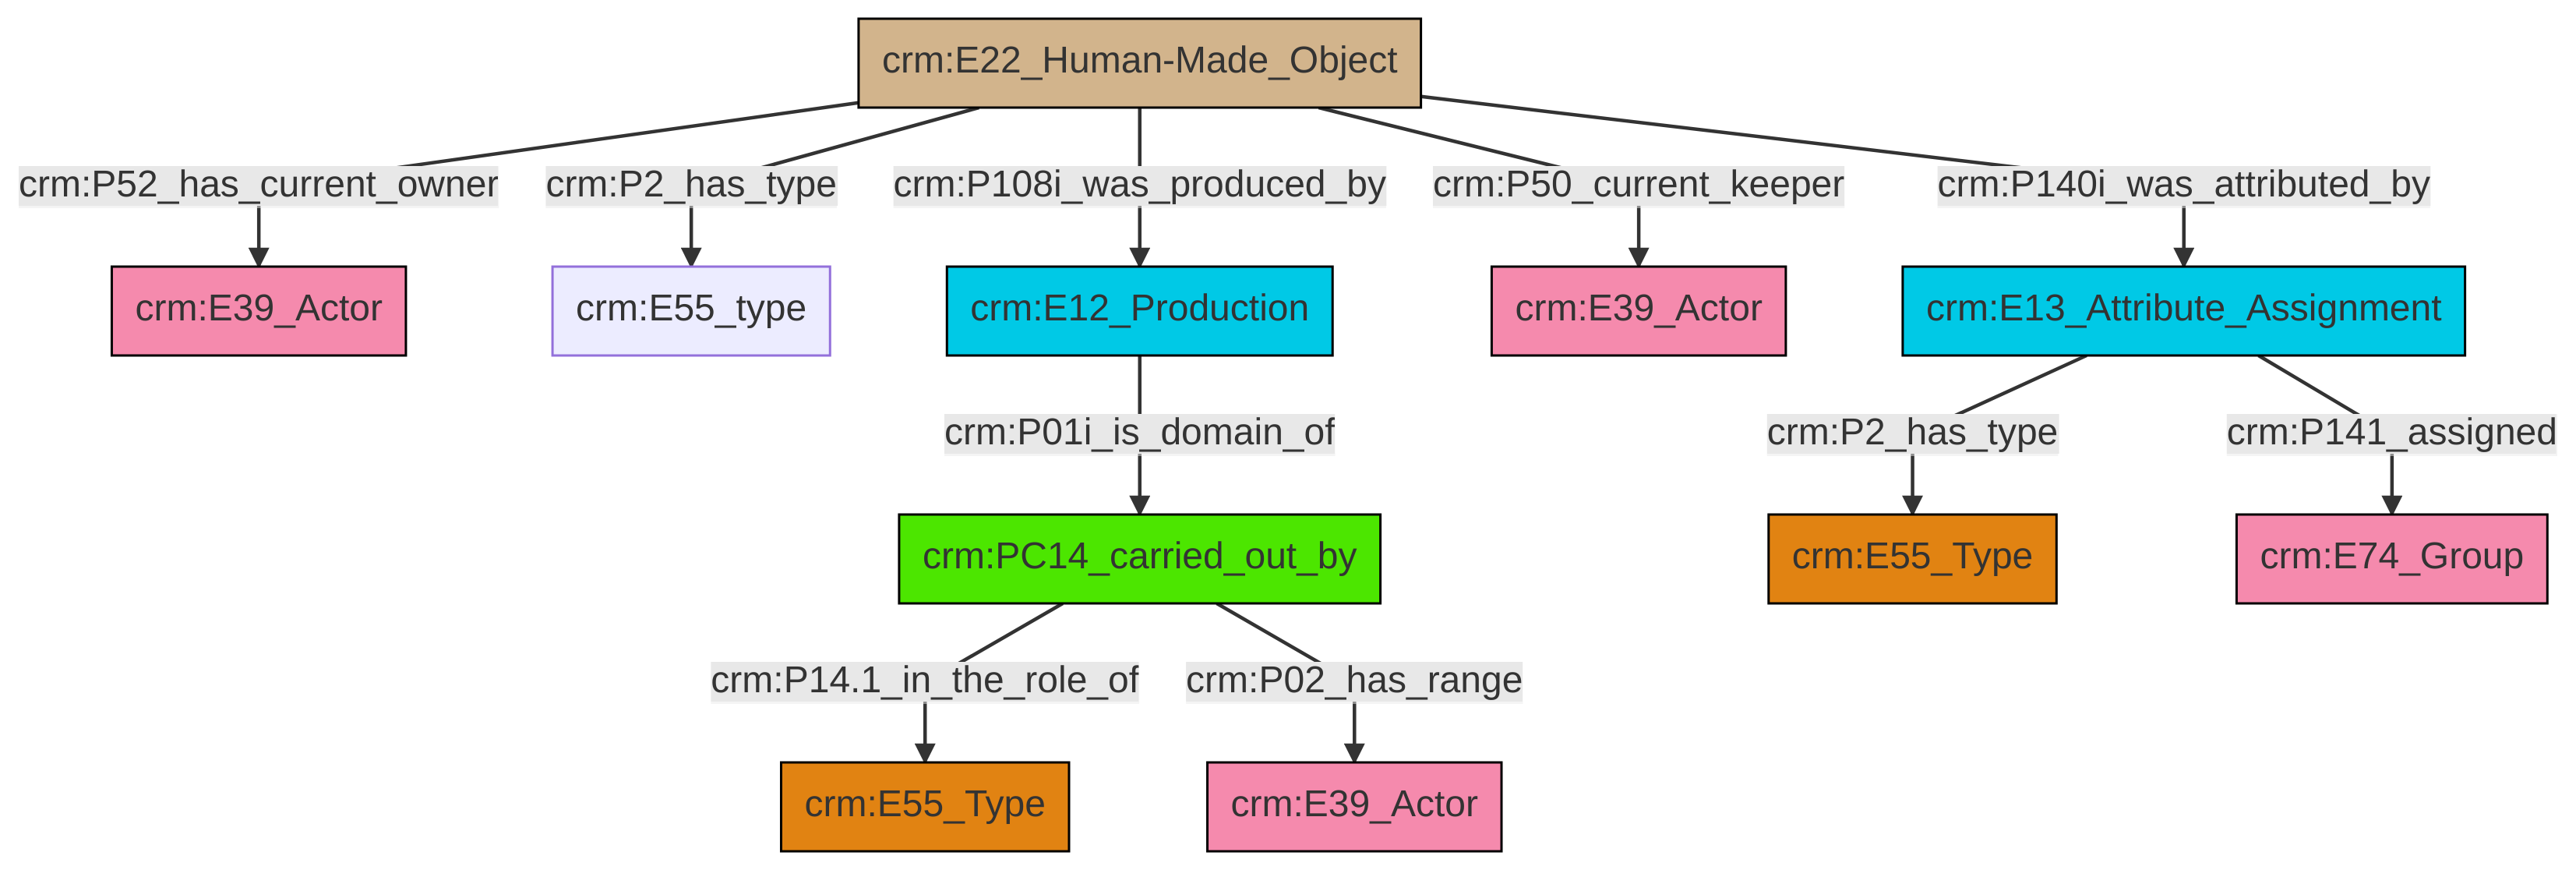 crm:E22_Human-Made_Object
crm:P52_has_current_owner
crm:P2_has_type
crm:P108i_was_produced_by
crm:P50_current_keeper
crm:P140i_was_attributed_by
crm:E39_Actor
crm:E55_type
crm:E12_Production
crm:E39_Actor
crm:E13_Attribute_Assignment
crm:P01i_is_domain_of
crm:P2_has_type
crm:P141_assigned
crm:PC14_carried_out_by
crm:E55_Type
crm:E74_Group
crm:P14.1_in_the_role_of
crm:P02_has_range
crm:E55_Type
crm:E39_Actor